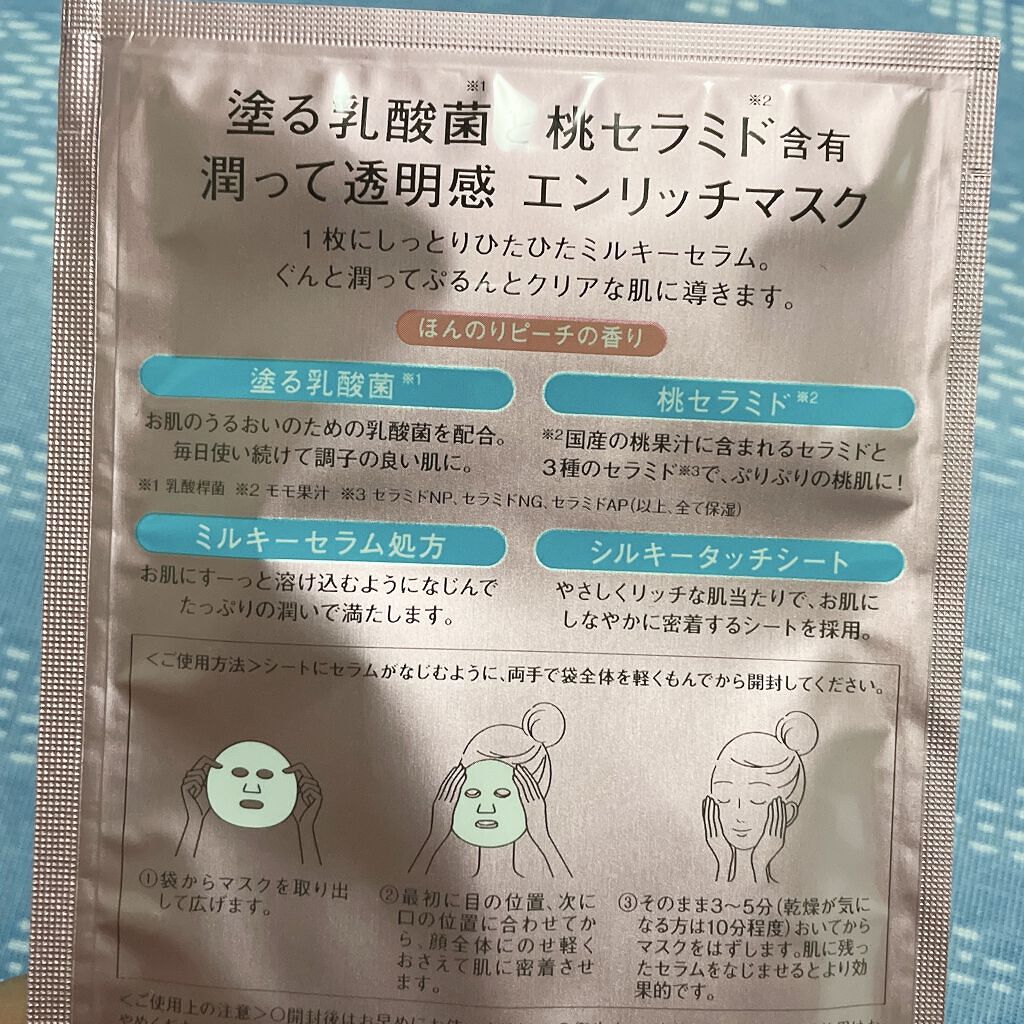 塗る乳酸菌※1と桃セラミド※2含有
潤って透明感 エンリッチマスク
1枚にしっとりひたひたミルキーセラム。
ぐんと潤ってぷるんとクリアな肌に導きます。
ほんのりピーチの香り
塗る乳酸菌※1
お肌のうるおいのための乳酸菌を配合。
毎日使い続けて調子の良い肌に。
桃セラミド※2
※2国産の桃果汁に含まれるセラミドと
3種のセラミド※3で、ぷりぷりの桃肌に!
※1 乳酸桿菌 ※2 モモ果汁 ※3 セラミドNP、セラミドNG、セラミドAP(以上、全て保湿)
ミルキーセラム処方
お肌にすーっと溶け込むようになじんで
たっぷりの潤いで満たします。
シルキータッチシート
やさしくリッチな肌当たりで、お肌に
しなやかに密着するシートを採用。
<ご使用方法>シートにセラムがなじむように、両手で袋全体を軽くもんでから開封してください。
①袋からマスクを取り出
して広げます。
②最初に目の位置、次に
口の位置に合わせてか
ら、顔全体にのせ軽く
おさえて肌に密着させ
ます。
③そのまま3〜5分(乾燥が気に
なる方は10分程度)おいてから
マスクをはずします。肌に残っ
たセラムをなじませるとより効
果的です。
<ご使用上の注意>○開封後はお早めにお使